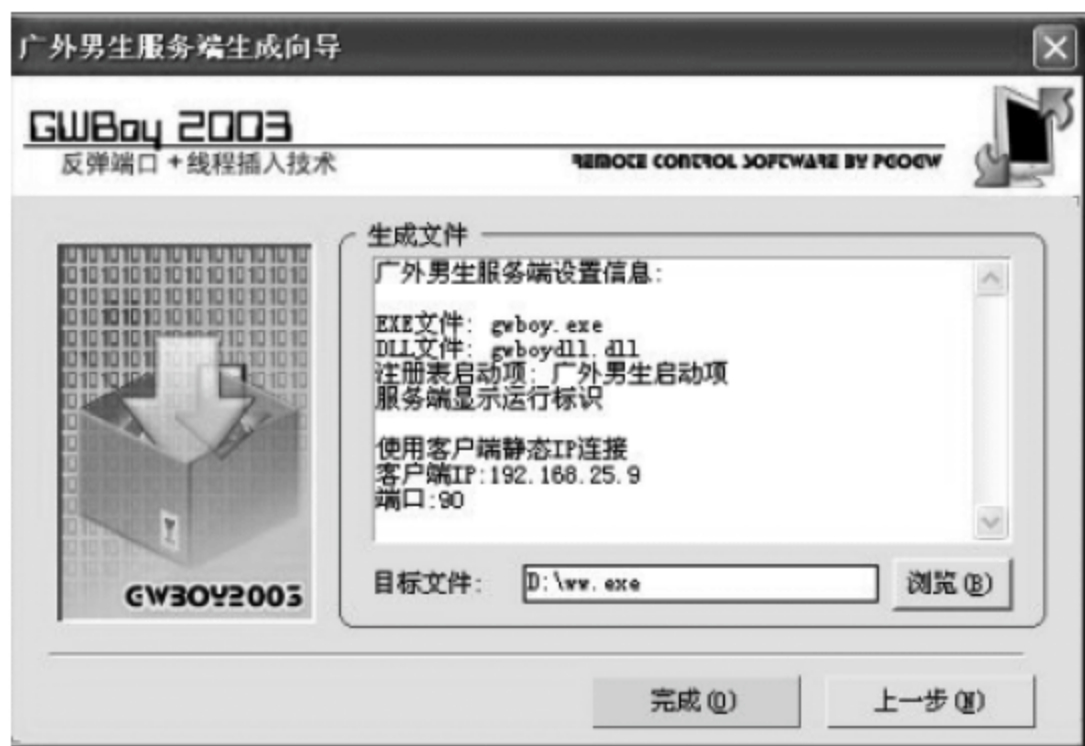 广外男生服务端生成向导
GWBoy 2003
反弹端口＋线程插入技术
REMOTE CONTROL SOFTWARE BY PCOGW
生成文件
广外男生服务端设置信息：
EXE文件： gwboy.exe
DLL文件： gwboydll.dll
注册表启动项：广外男生启动项
服务端显示运行标识
使用客户端静态IP连接
客户端IP:192.168.25.9
端口:90
GWBOY2003
目标文件： D:\ww.exe 浏览(B)
完成(O) 上一步(N)